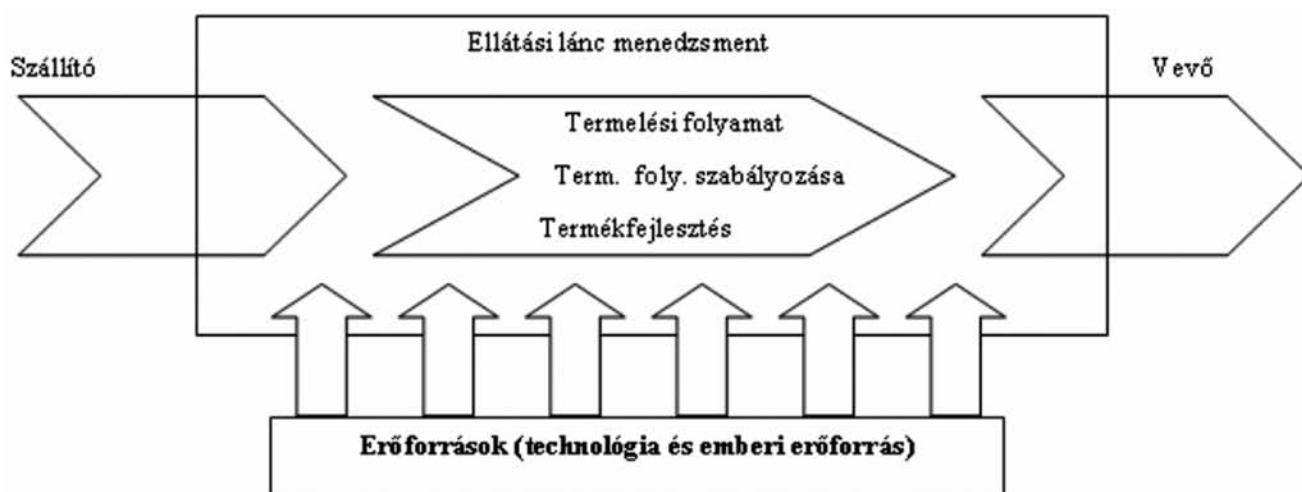 Ellátási lánc menedzsment
Szállító
Vevő
Termelési folyamat
Term. foly. szabályozása
Termékfejlesztés
Erőforrások (technológia és emberi erőforrás)